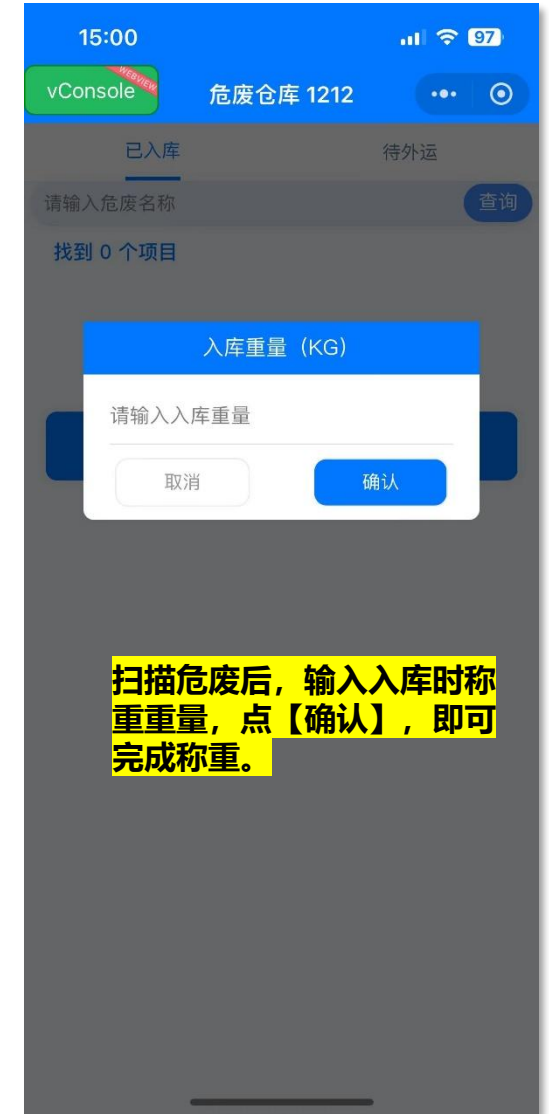 15:00
97
vConsole
WEBVIEW
危废仓库 1212
已入库
待外运
请输入危废名称
查询
找到 0 个项目
入库重量（KG）
请输入入库重量
取消
确认
扫描危废后，输入入库时称
重重量，点【确认】，即可
完成称重。